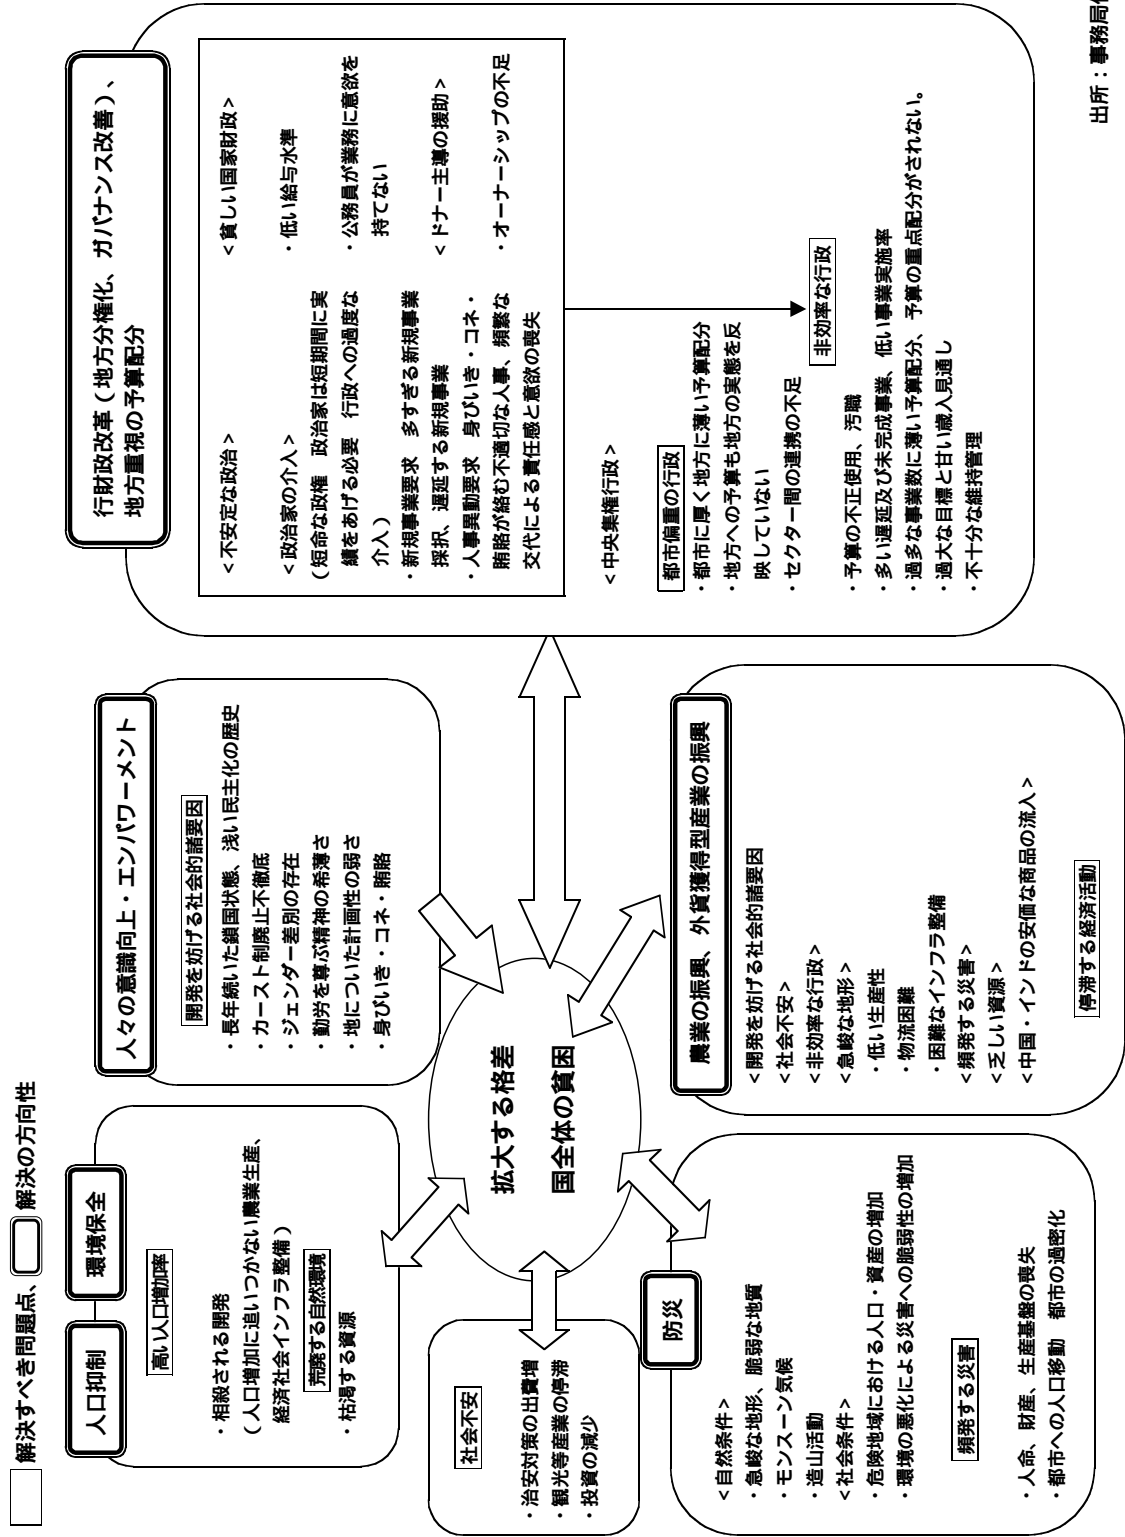 解決すべき問題点、 解決の方向性
人口抑制
環境保全
高い人口増加率
・相殺される開発
（人口増加に追いつかない農業生産、
経済社会インフラ整備）
荒廃する自然環境
・枯渇する資源
人々の意識向上・エンパワーメント
開発を妨げる社会的諸要因
・長年続いた鎖国状態、浅い民主化の歴史
・カースト制廃止不徹底
・ジェンダー差別の存在
・勤労を尊ぶ精神の希薄さ
・地についた計画性の弱さ
・身びいき・コネ・賄賂
行財政改革（地方分権化、ガバナンス改善）、
地方重視の予算配分
＜不安定な政治＞
＜政治家の介入＞
（短命な政権 政治家は短期間に実
績をあげる必要 行政への過度な
介入）
・新規事業要求 多すぎる新規事業
採択、遅延する新規事業
・人事異動要求 身びいき・コネ・
賄賂が絡む不適切な人事、頻繁な
交代による責任感と意欲の喪失
＜貧しい国家財政＞
・低い給与水準
・公務員が業務に意欲を
持てない
＜ドナー主導の援助＞
・オーナーシップの不足
＜中央集権行政＞
都市偏重の行政
・都市に厚く地方に薄い予算配分
・地方への予算も地方の実態を反
映していない
・セクター間の連携の不足
非効率な行政
・予算の不正使用、汚職
・多い遅延及び未完成事業、低い事業実施率
・過多な事業数に薄い予算配分、予算の重点配分がされない。
・過大な目標と甘い歳入見通し
・不十分な維持管理
社会不安
・治安対策の出費増
・観光等産業の停滞
・投資の減少
拡大する格差
国全体の貧困
防災
＜自然条件＞
・急峻な地形、脆弱な地質
・モンスーン気候
・造山活動
＜社会条件＞
・危険地域における人口・資産の増加
・環境の悪化による災害への脆弱性の増加
頻発する災害
・人命、財産、生産基盤の喪失
・都市への人口移動 都市の過密化
農業の振興、外貨獲得型産業の振興
＜開発を妨げる社会的諸要因
＜社会不安＞
＜非効率な行政＞
＜急峻な地形＞
・低い生産性
・物流困難
・困難なインフラ整備
＜頻発する災害＞
＜乏しい資源＞
＜中国・インドの安価な商品の流入＞
停滞する経済活動
出所：事務局